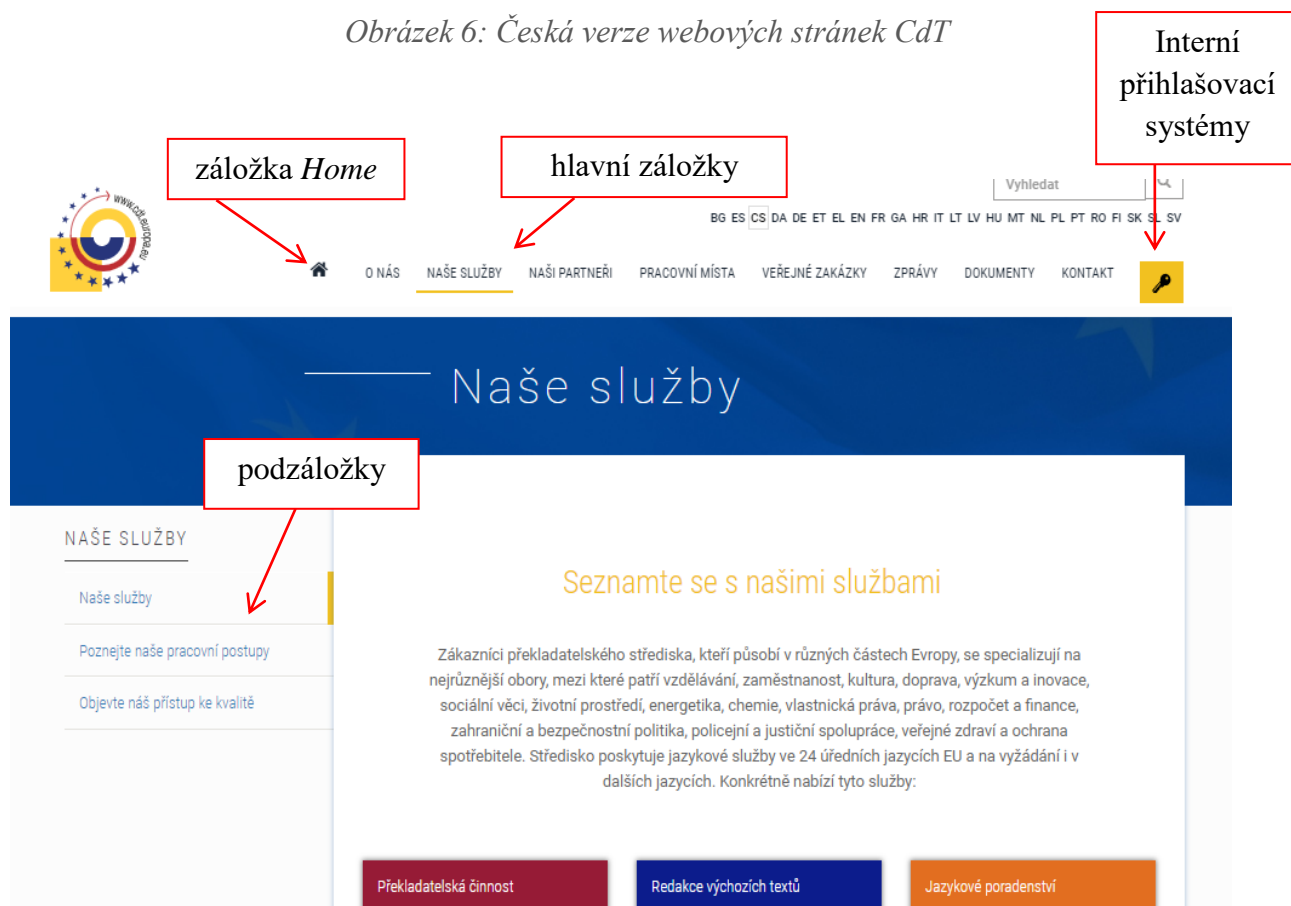 Obrázek 6: Česká verze webových stránek CdT
Interní
přihlašovací
systémy
záložka Home
hlavní záložky
www.cdt.europa.eu
Vyhledat
BG ES CS DA DE ET EL EN FR GA HR IT LT LV HU MT NL PL PT RO FI SK SL SV
O NÁS NAŠE SLUŽBY NAŠI PARTNEŘI PRACOVNÍ MÍSTA VEŘEJNÉ ZAKÁZKY ZPRÁVY DOKUMENTY KONTAKT
Naše služby
podzáložky
NAŠE SLUŽBY
Naše služby
Poznejte naše pracovní postupy
Objevte náš přístup ke kvalitě
Seznamte se s našimi službami
Zákazníci překladatelského střediska, kteří působí v různých částech Evropy, se specializují na
nejrůznější obory, mezi které patří vzdělávání, zaměstnanost, kultura, doprava, výzkum a inovace,
sociální věci, životní prostředí, energetika, chemie, vlastnická práva, právo, rozpočet a finance,
zahraniční a bezpečnostní politika, policejní a justiční spolupráce, veřejné zdraví a ochrana
spotřebitele. Středisko poskytuje jazykové služby ve 24 úředních jazycích EU a na vyžádání i v
dalších jazycích. Konkrétně nabízí tyto služby:
Překladatelská činnost
Redakce výchozích textů
Jazykové poradenství